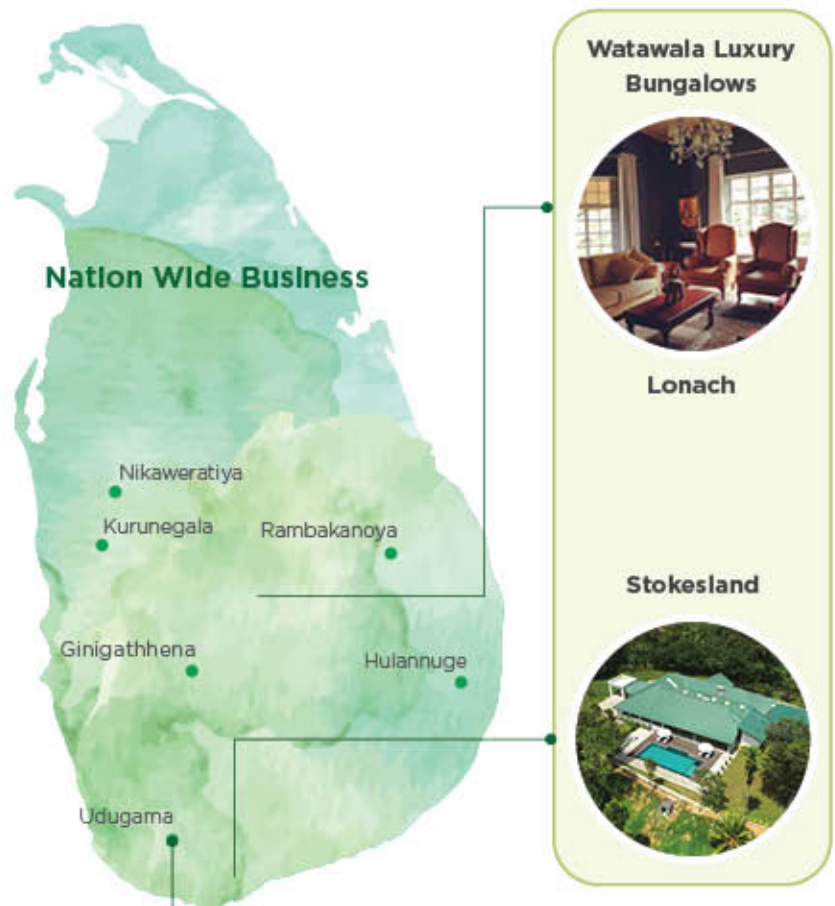 Watawala Luxury
Bungalows
Nation Wide Business
Lonach
Nikaweratiya
Kurunegala
Rambakanoya
Stokesland
Ginigathhena
Hulannuge
Udugama